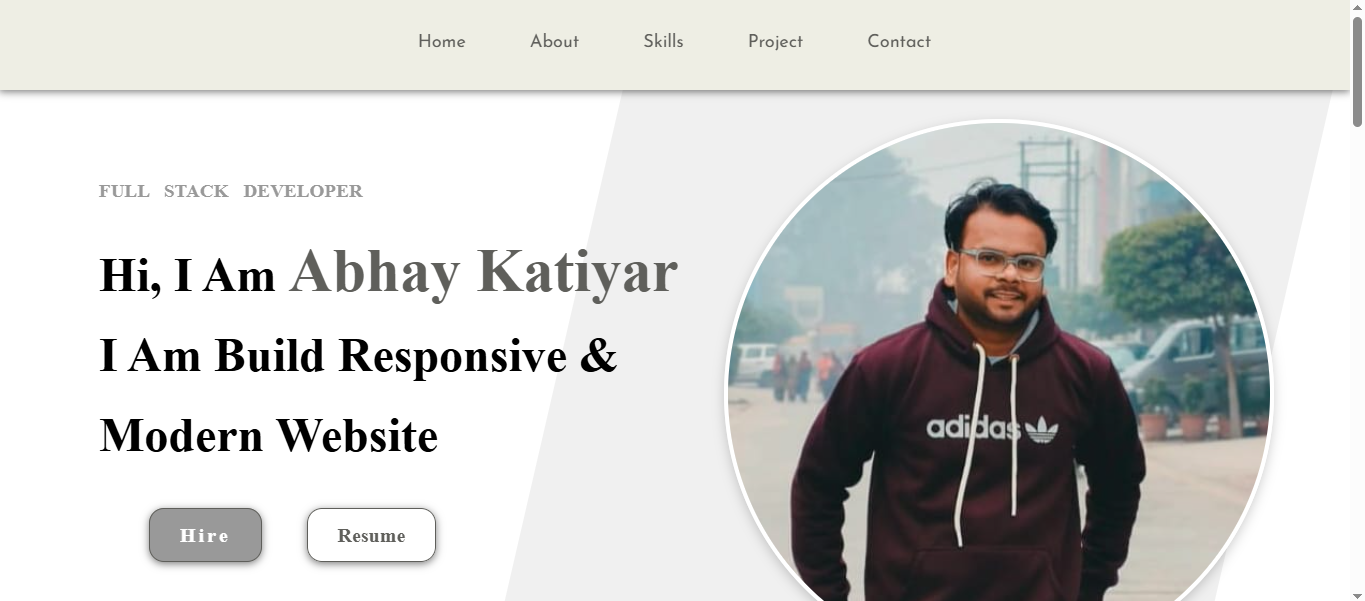 Home About Skills Project Contact
FULL STACK DEVELOPER
Hi, I Am Abhay Katiyar
I Am Build Responsive &
Modern Website
Hire Resume
adidas